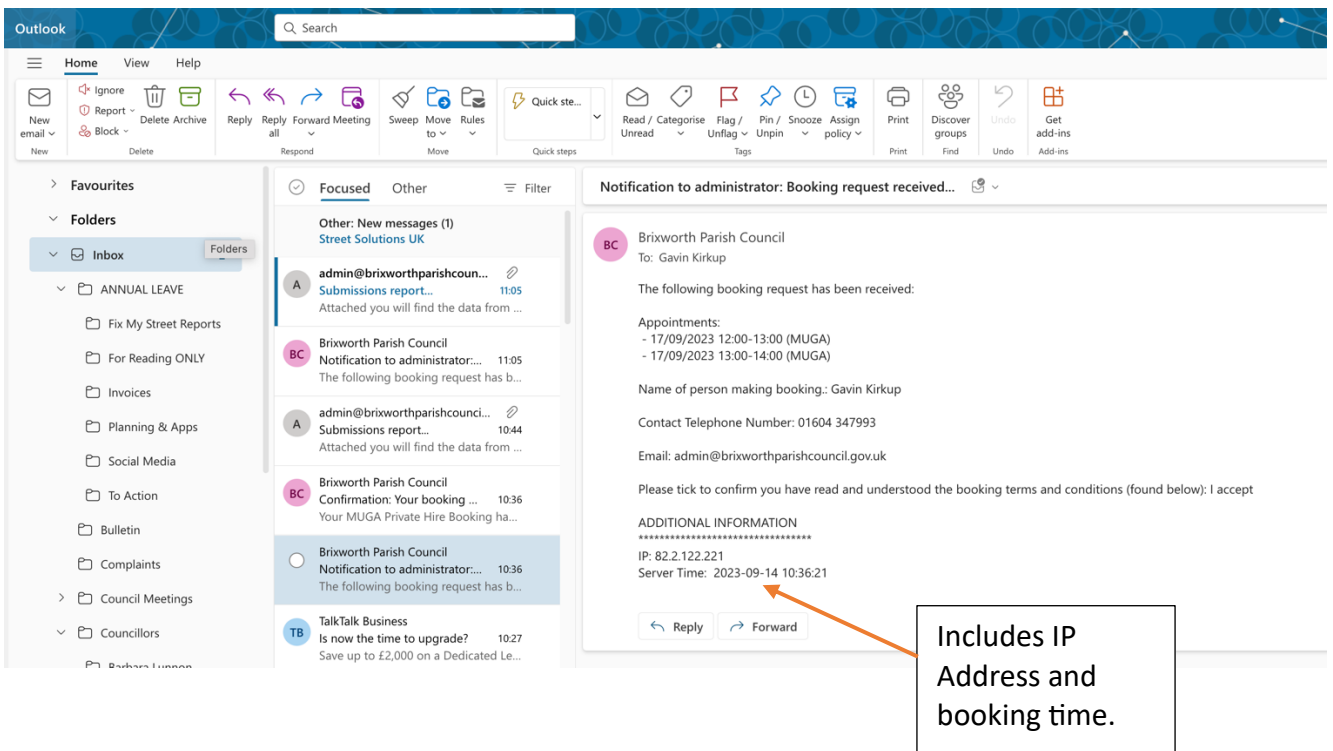 Outlook
Search
Home View Help
New email
Ignore
Report
Block
Delete Archive
Reply Reply all Forward Meeting
Sweep Move to Rules
Quick ste...
Read / Unread Categorise Flag / Unflag Pin / Unpin Snooze Assign policy
Print
Discover groups
Undo
Get add-ins
New Delete Respond Move Quick steps Tags Print Find Undo Add-ins
Favourites
Folders
Inbox
Folders
ANNUAL LEAVE
Fix My Street Reports
For Reading ONLY
Invoices
Planning & Apps
Social Media
To Action
Bulletin
Complaints
Council Meetings
Councillors
Barbara Lunnon
Focused Other Filter
Other: New messages (1)
Street Solutions UK
A
admin@brixworthparishcoun...
Submissions report... 11:05
Attached you will find the data from ...
BC
Brixworth Parish Council
Notification to administrator:... 11:05
The following booking request has b...
A
admin@brixworthparishcounci...
Submissions report... 10:44
Attached you will find the data from ...
BC
Brixworth Parish Council
Confirmation: Your booking ... 10:36
Your MUGA Private Hire Booking ha...
Brixworth Parish Council
Notification to administrator:... 10:36
The following booking request has b...
TB
TalkTalk Business
Is now the time to upgrade? 10:27
Save up to £2,000 on a Dedicated Le...
Notification to administrator: Booking request received...
BC
Brixworth Parish Council
To: Gavin Kirkup
The following booking request has been received:
Appointments:
- 17/09/2023 12:00-13:00 (MUGA)
- 17/09/2023 13:00-14:00 (MUGA)
Name of person making booking.: Gavin Kirkup
Contact Telephone Number: 01604 347993
Email: admin@brixworthparishcouncil.gov.uk
Please tick to confirm you have read and understood the booking terms and conditions (found below): I accept
ADDITIONAL INFORMATION
*********************************
IP: 82.2.122.221
Server Time: 2023-09-14 10:36:21
Reply Forward
Includes IP
Address and
booking time.